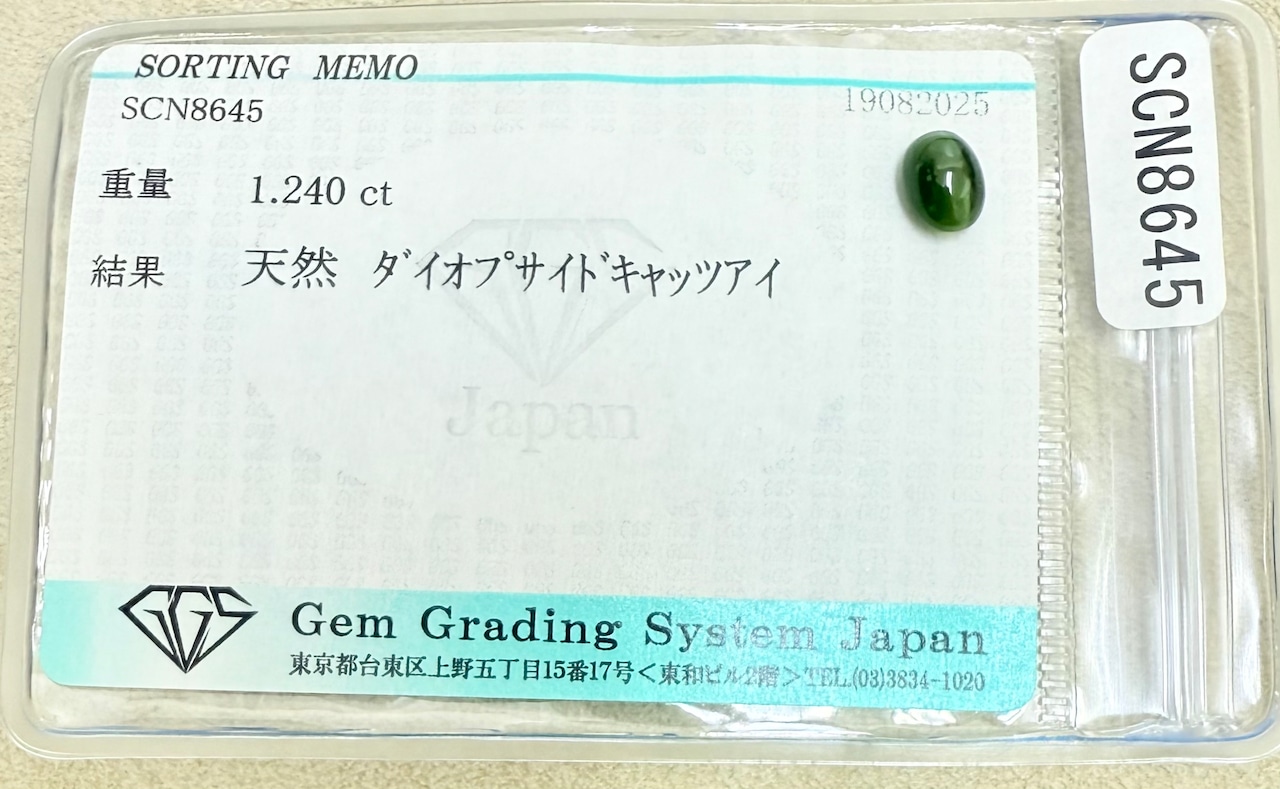 SORTING MEMO
SCN8645
19082025
重量 1.240 ct
結果 天然 ダイオプサイドキャッツアイ
Japan
GGS
Gem Grading System Japan
東京都台東区上野五丁目15番17号<東和ビル2階>TEL.(03)3834-1020
SCN8645